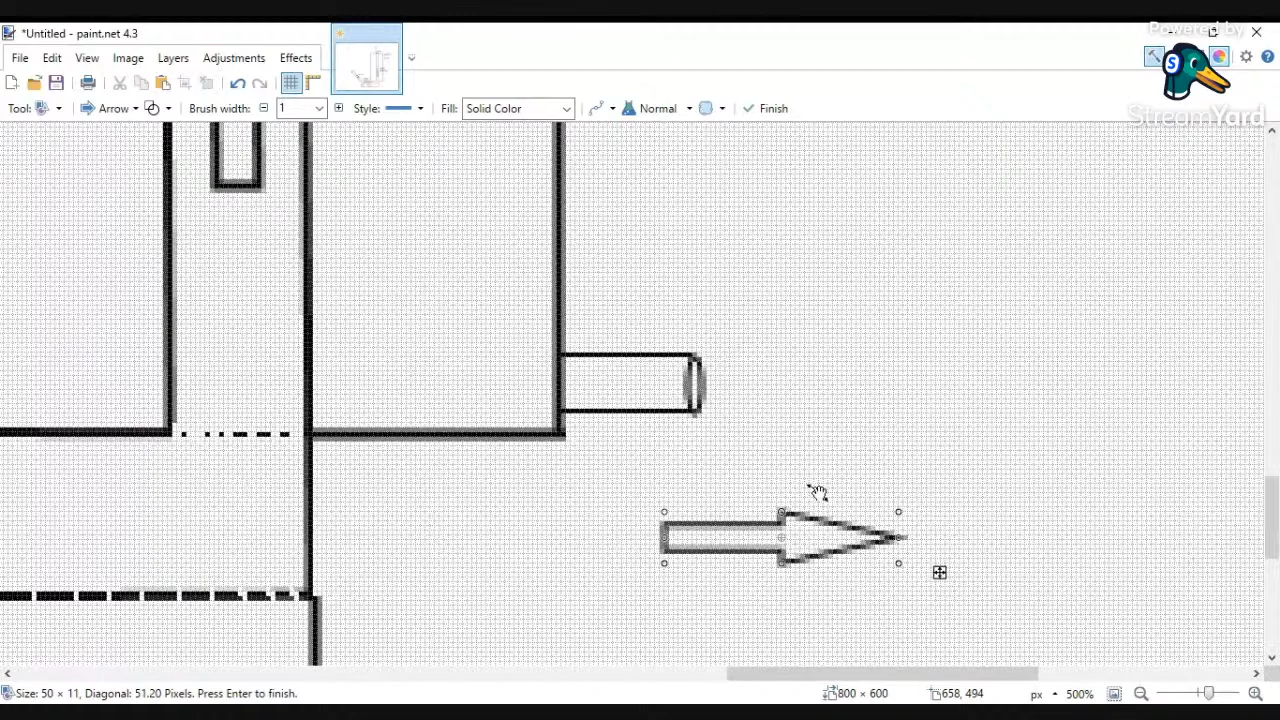 *Untitled - paint.net 4.3
Powered by
File Edit View Image Layers Adjustments Effects
StreamYard
Tool: Arrow Brush width: 1 Style: Fill: Solid Color Normal Finish
Size: 50 × 11, Diagonal: 51.20 Pixels. Press Enter to finish. 800 × 600 658, 494 px 500%